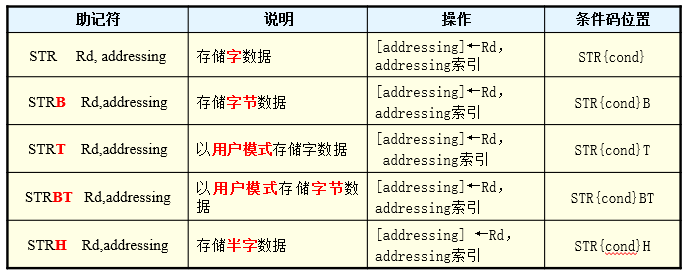 助记符 说明 操作 条件码位置
STR Rd, addressing 存储字数据 [addressing]←Rd, addressing索引 STR{cond}
STRB Rd,addressing 存储字节数据 [addressing]←Rd, addressing索引 STR{cond}B
STRT Rd,addressing 以用户模式存储字数据 [addressing]←Rd, addressing索引 STR{cond}T
STRBT Rd,addressing 以用户模式存储字节数据 [addressing]←Rd, addressing索引 STR{cond}BT
STRH Rd,addressing 存储半字数据 [addressing] ←Rd, addressing索引 STR{cond}H